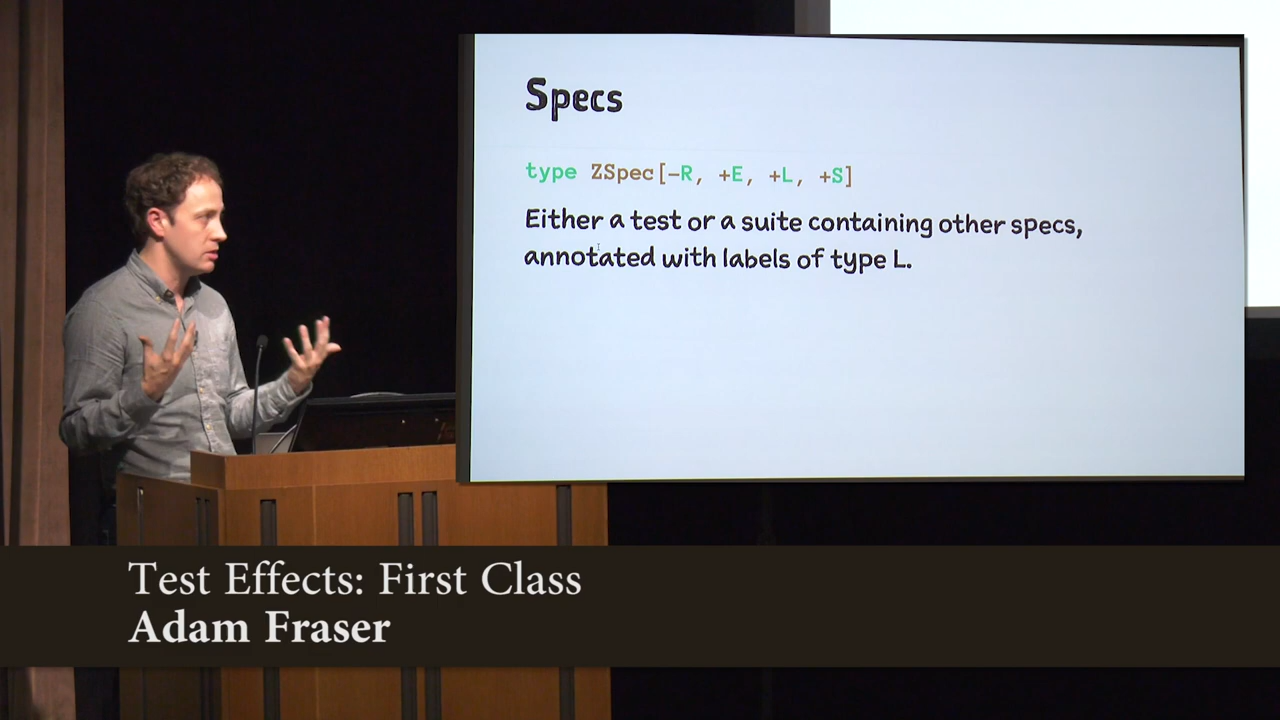 Specs
type ZSpec[-R, +E, +L, +S]
Either a test or a suite containing other specs,
annotated with labels of type L.
Test Effects: First Class
Adam Fraser